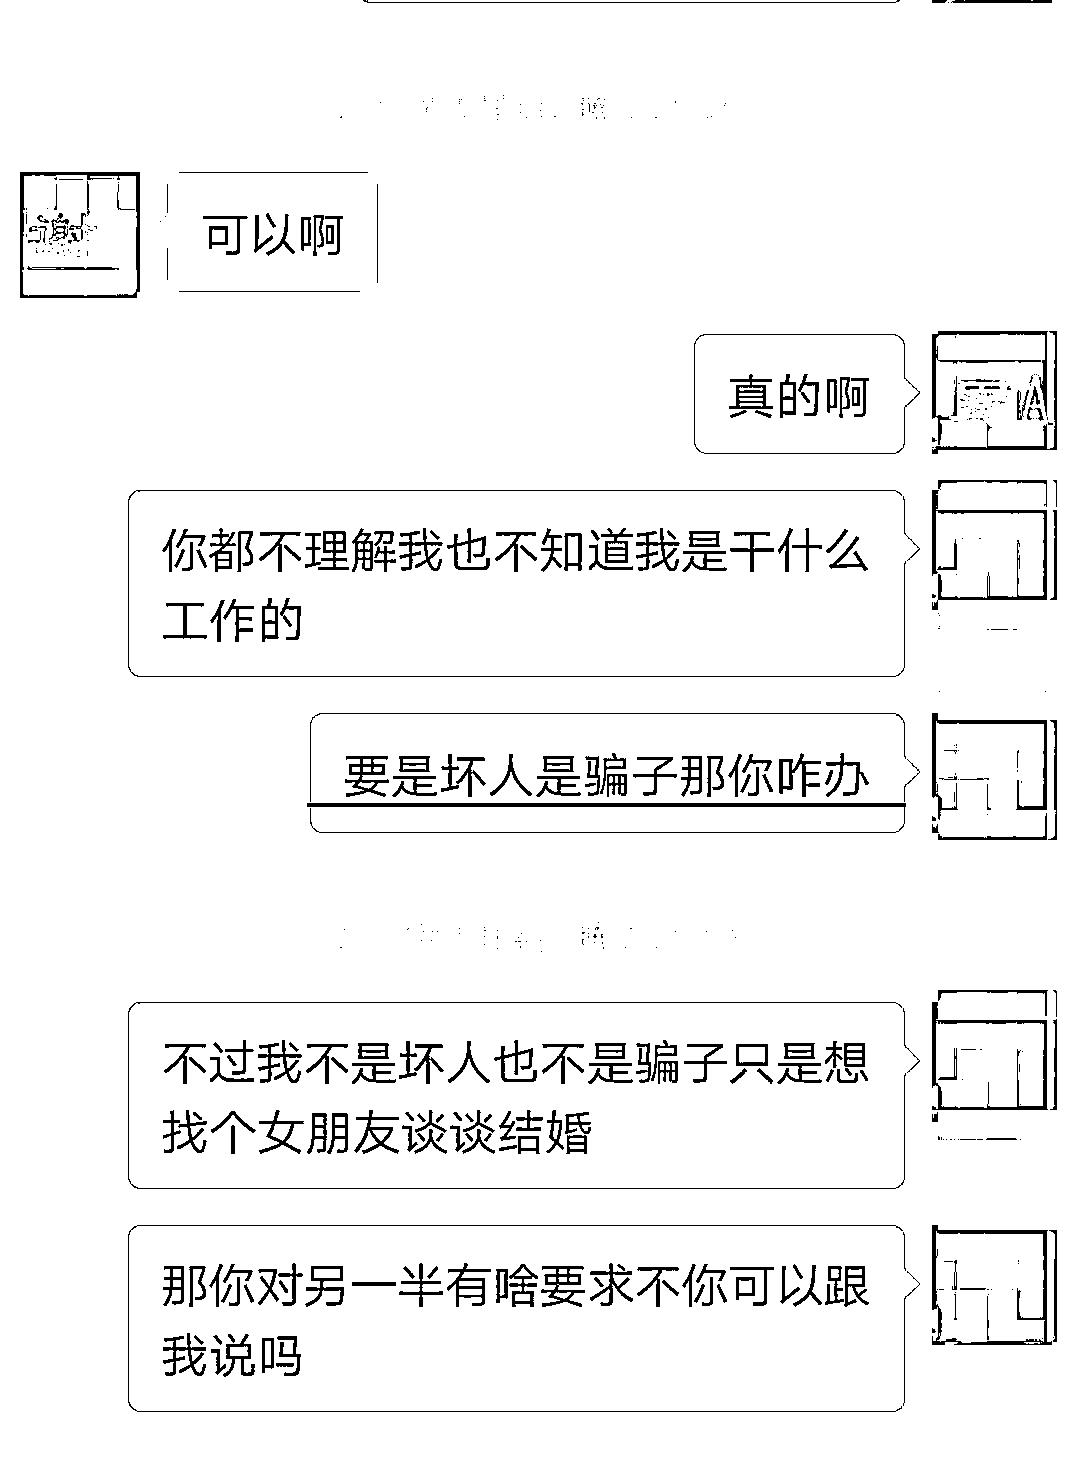 可以啊
真的啊
你都不理解我也不知道我是干什么
工作的
要是坏人是骗子那你咋办
不过我不是坏人也不是骗子只是想
找个女朋友谈谈结婚
那你对另一半有啥要求不你可以跟
我说吗